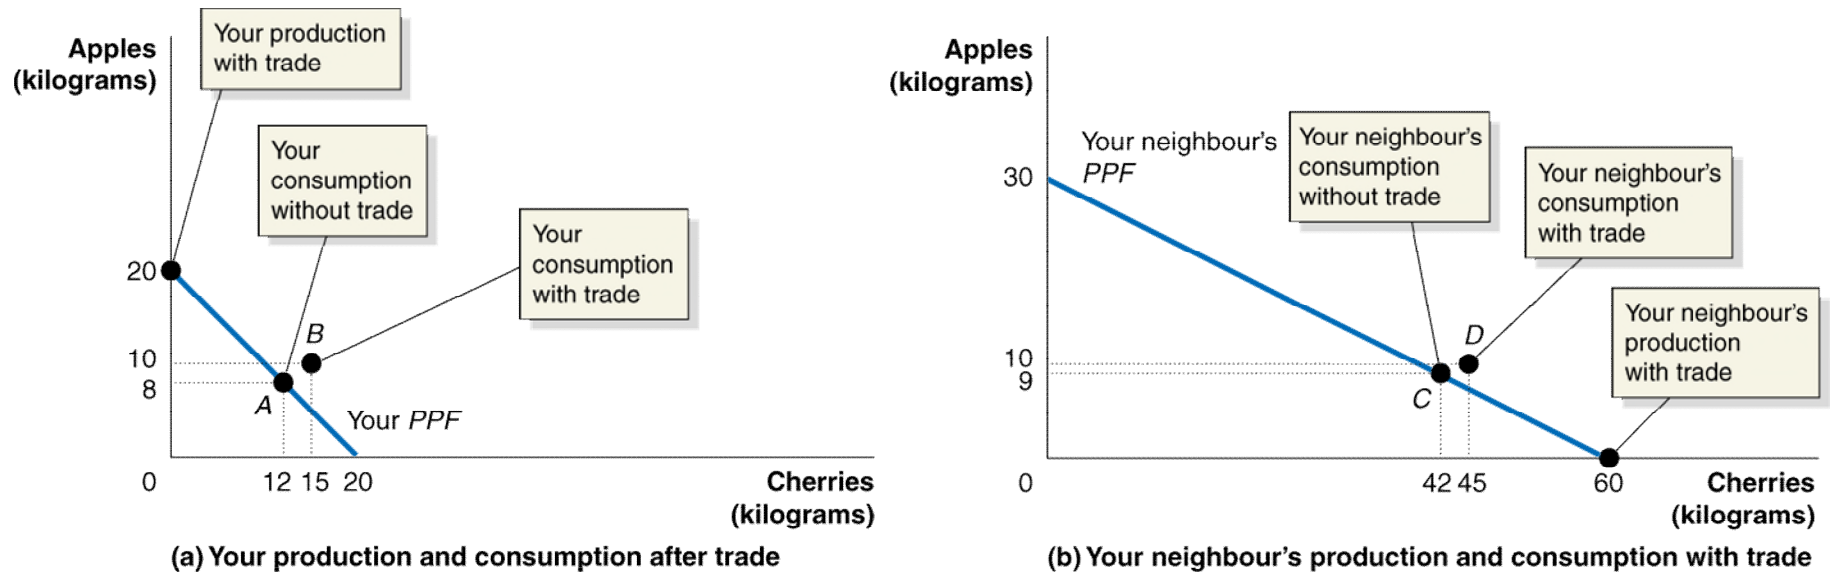 Apples
(kilograms)
Your production
with trade
Your
consumption
without trade
Your
consumption
with trade
20
10
8
B
A
Your PPF
0
12
15
20
Cherries
(kilograms)
(a) Your production and consumption after trade
Apples
(kilograms)
Your neighbour's
PPF
Your neighbour's
consumption
without trade
Your neighbour's
consumption
with trade
Your neighbour's
production
with trade
30
10
9
D
C
0
42
45
60
Cherries
(kilograms)
(b) Your neighbour's production and consumption with trade